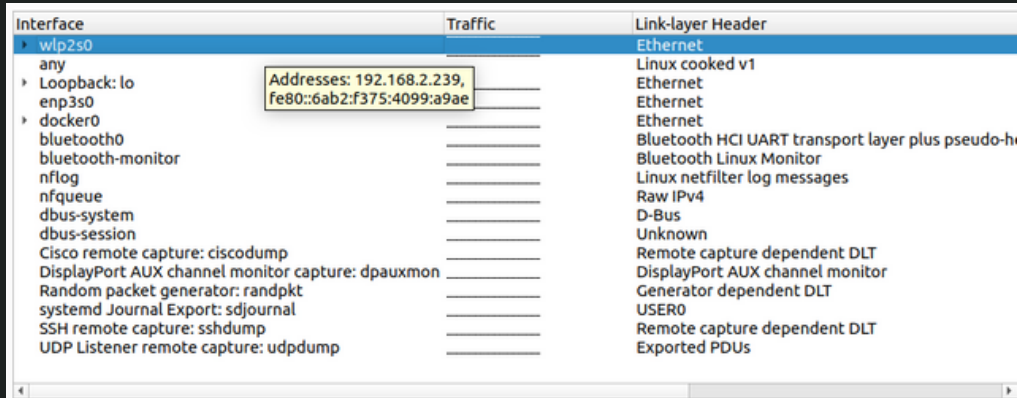 Interface Traffic Link-layer Header
wlp2s0 Ethernet
any Linux cooked v1
Loopback: lo Ethernet
Addresses: 192.168.2.239,
fe80::6ab2:f375:4099:a9ae
enp3s0 Ethernet
docker0 Ethernet
bluetooth0 Bluetooth HCI UART transport layer plus pseudo-he
bluetooth-monitor Bluetooth Linux Monitor
nflog Linux netfilter log messages
nfqueue Raw IPv4
dbus-system D-Bus
dbus-session Unknown
Cisco remote capture: ciscodump Remote capture dependent DLT
DisplayPort AUX channel monitor capture: dpauxmon DisplayPort AUX channel monitor
Random packet generator: randpkt Generator dependent DLT
systemd Journal Export: sdjournal USER0
SSH remote capture: sshdump Remote capture dependent DLT
UDP Listener remote capture: udpdump Exported PDUs